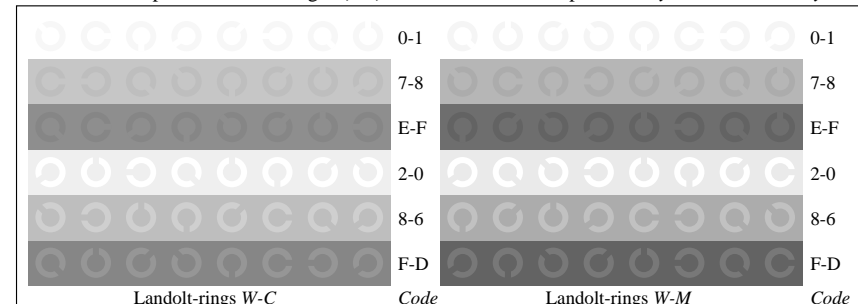 0-1 0-1
7-8 7-8
E-F E-F
2-0 2-0
8-6 8-6
F-D F-D
Landolt-rings W-C Code Landolt-rings W-M Code